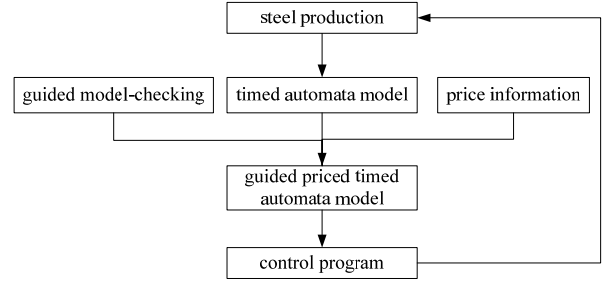 steel production
guided model-checking
timed automata model
price information
guided priced timed
automata model
control program